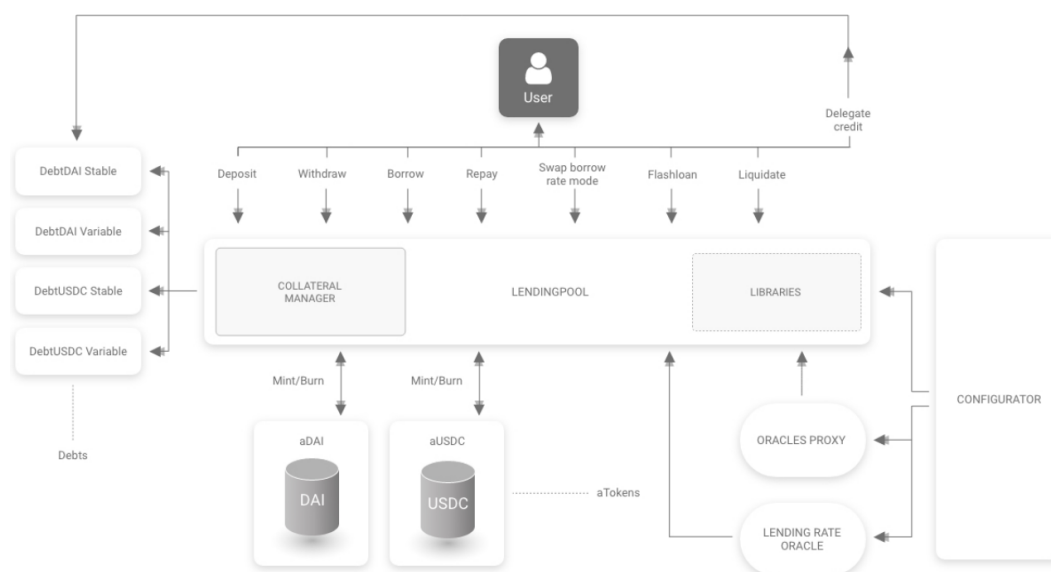 User
Delegate
credit
Deposit
Withdraw
Borrow
Repay
Swap borrow
rate mode
Flashloan
Liquidate
DebtDAI Stable
DebtDAI Variable
DebtUSDC Stable
DebtUSDC Variable
Debts
COLLATERAL
MANAGER
LENDINGPOOL
LIBRARIES
CONFIGURATOR
Mint/Burn
Mint/Burn
aDAI
DAI
aUSDC
USDC
aTokens
ORACLES PROXY
LENDING RATE
ORACLE